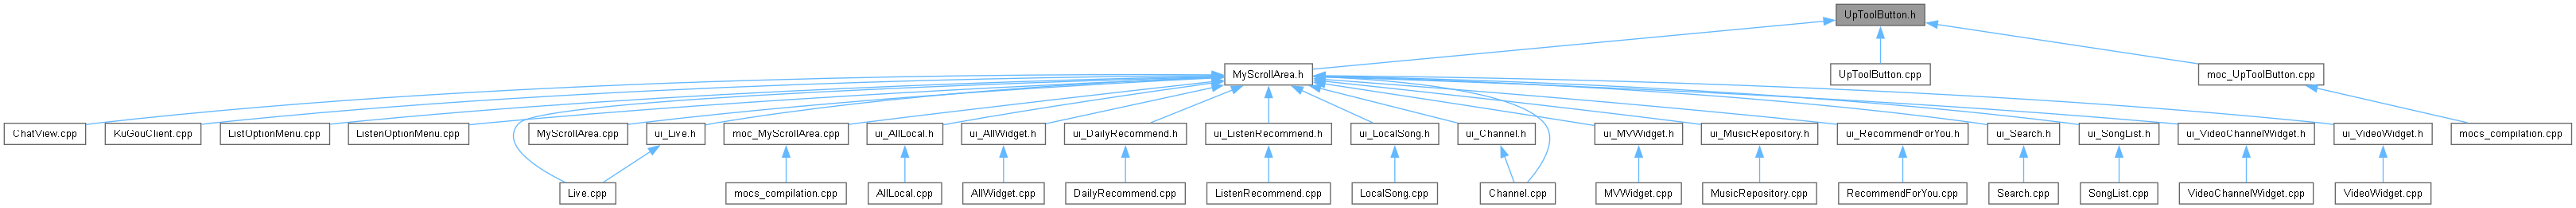 UpToolButton.h
MyScrollArea.h
UpToolButton.cpp
moc_UpToolButton.cpp
ChatView.cpp
KuGouClient.cpp
ListOptionMenu.cpp
ListenOptionMenu.cpp
MyScrollArea.cpp
ui_Live.h
moc_MyScrollArea.cpp
ui_AllLocal.h
ui_AllWidget.h
ui_DailyRecommend.h
ui_ListenRecommend.h
ui_LocalSong.h
ui_Channel.h
ui_MVWidget.h
ui_MusicRepository.h
ui_RecommendForYou.h
ui_Search.h
ui_SongList.h
ui_VideoChannelWidget.h
ui_VideoWidget.h
mocs_compilation.cpp
Live.cpp
mocs_compilation.cpp
AllLocal.cpp
AllWidget.cpp
DailyRecommend.cpp
ListenRecommend.cpp
LocalSong.cpp
Channel.cpp
MVWidget.cpp
MusicRepository.cpp
RecommendForYou.cpp
Search.cpp
SongList.cpp
VideoChannelWidget.cpp
VideoWidget.cpp